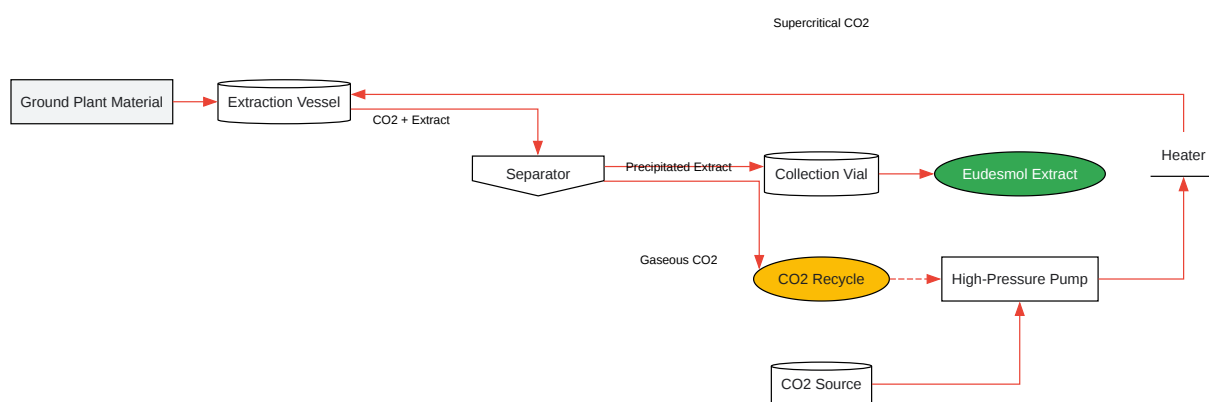 Supercritical CO2
Ground Plant Material
Extraction Vessel
CO2 + Extract
Separator
Precipitated Extract
Collection Vial
Eudesmol Extract
Heater
Gaseous CO2
CO2 Recycle
High-Pressure Pump
CO2 Source